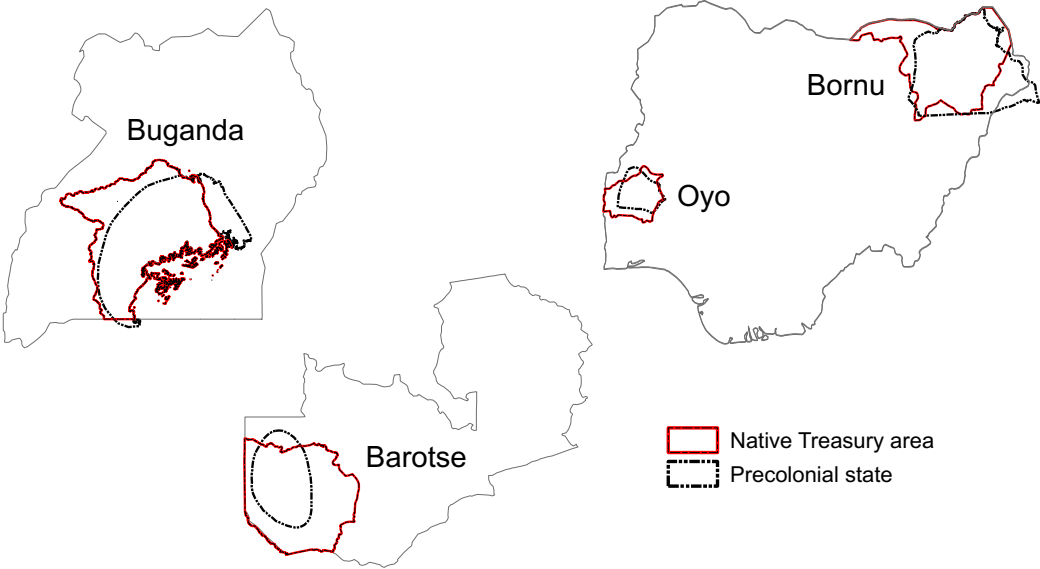 Buganda
Bornu
Oyo
Barotse
Native Treasury area
Precolonial state